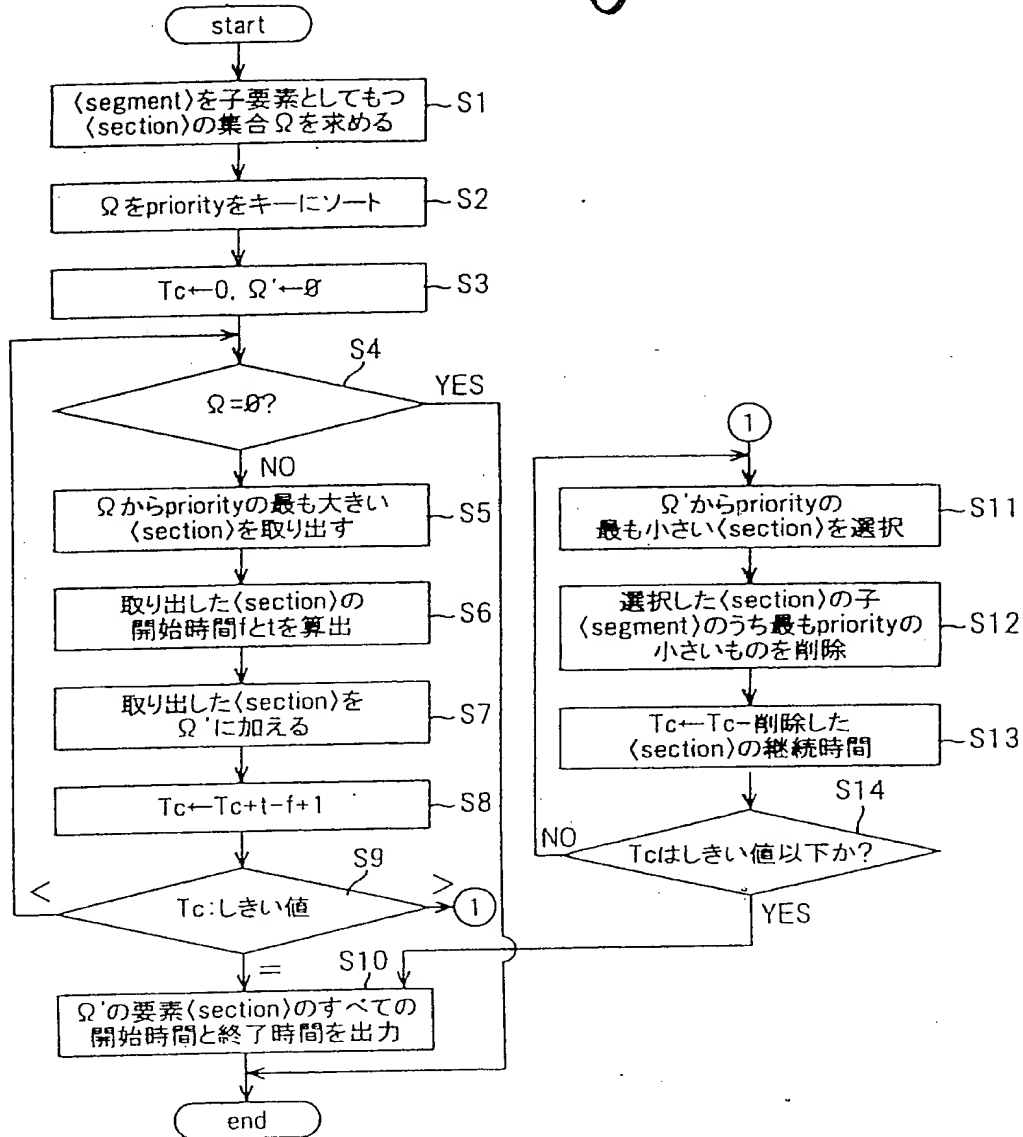 start
〈segment〉を子要素としてもつ
〈section〉の集合Ωを求める
S1
Ωをpriorityをキーにソート
S2
Tc←0, Ω'←∅
S3
S4
Ω=∅?
YES
NO
Ωからpriorityの最も大きい
〈section〉を取り出す
S5
取り出した〈section〉の
開始時間fとtを算出
S6
取り出した〈section〉を
Ω'に加える
S7
Tc←Tc+t-f+1
S8
S9
<
Tc:しきい値
>
1
=
S10
Ω'の要素〈section〉のすべての
開始時間と終了時間を出力
end
1
Ω'からpriorityの
最も小さい〈section〉を選択
S11
選択した〈section〉の子
〈segment〉のうち最もpriorityの
小さいものを削除
S12
Tc←Tc-削除した
〈section〉の継続時間
S13
S14
NO
Tcはしきい値以下か?
YES